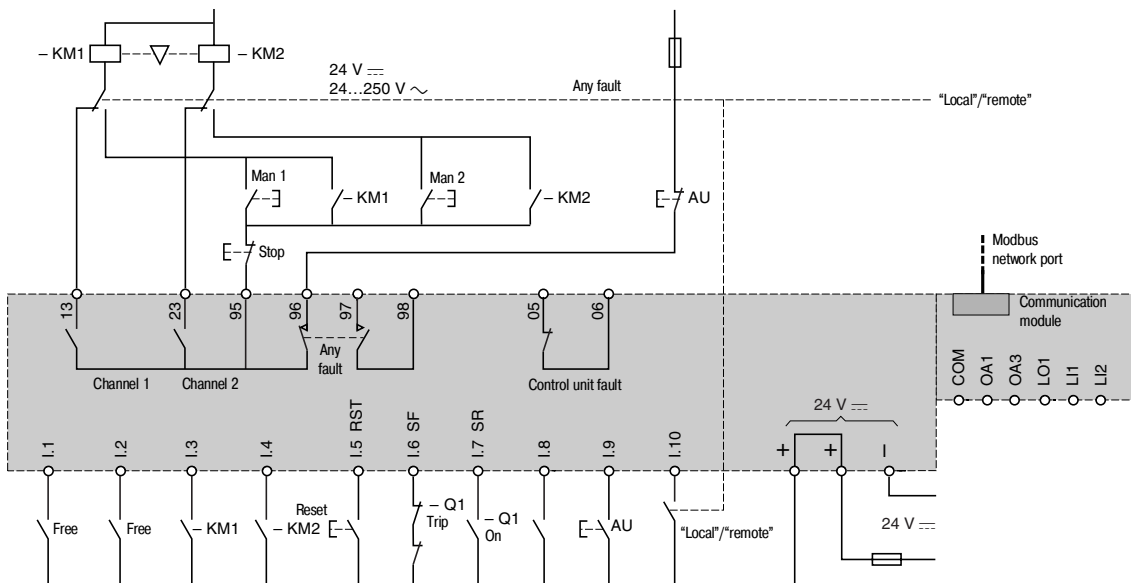 – KM1
– KM2
24 V ⎓
24...250 V ∼
Any fault
“Local”/“remote”
Man 1
– KM1
Man 2
– KM2
AU
Stop
Modbus
network port
13
23
95
96
97
98
05
06
Communication
module
Any
fault
Channel 1
Channel 2
Control unit fault
COM
OA1
OA3
LO1
LI1
LI2
24 V ⎓
I.1
I.2
I.3
I.4
I.5 RST
I.6 SF
I.7 SR
I.8
I.9
I.10
+
+
–
Free
Free
– KM1
– KM2
Reset
– Q1
Trip
– Q1
On
AU
“Local”/“remote”
24 V ⎓